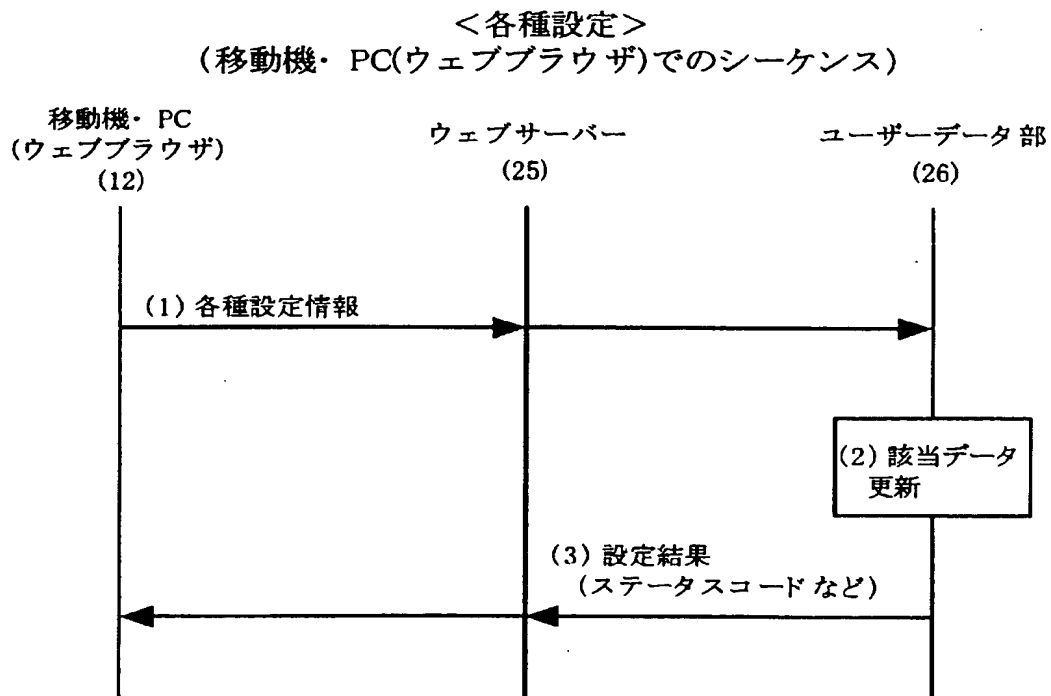 ＜各種設定＞
（移動機・PC(ウェブブラウザ)でのシーケンス）
移動機・PC
(ウェブブラウザ)
(12)
ウェブサーバー
(25)
ユーザーデータ部
(26)
(1) 各種設定情報
(2) 該当データ
更新
(3) 設定結果
(ステータスコードなど)